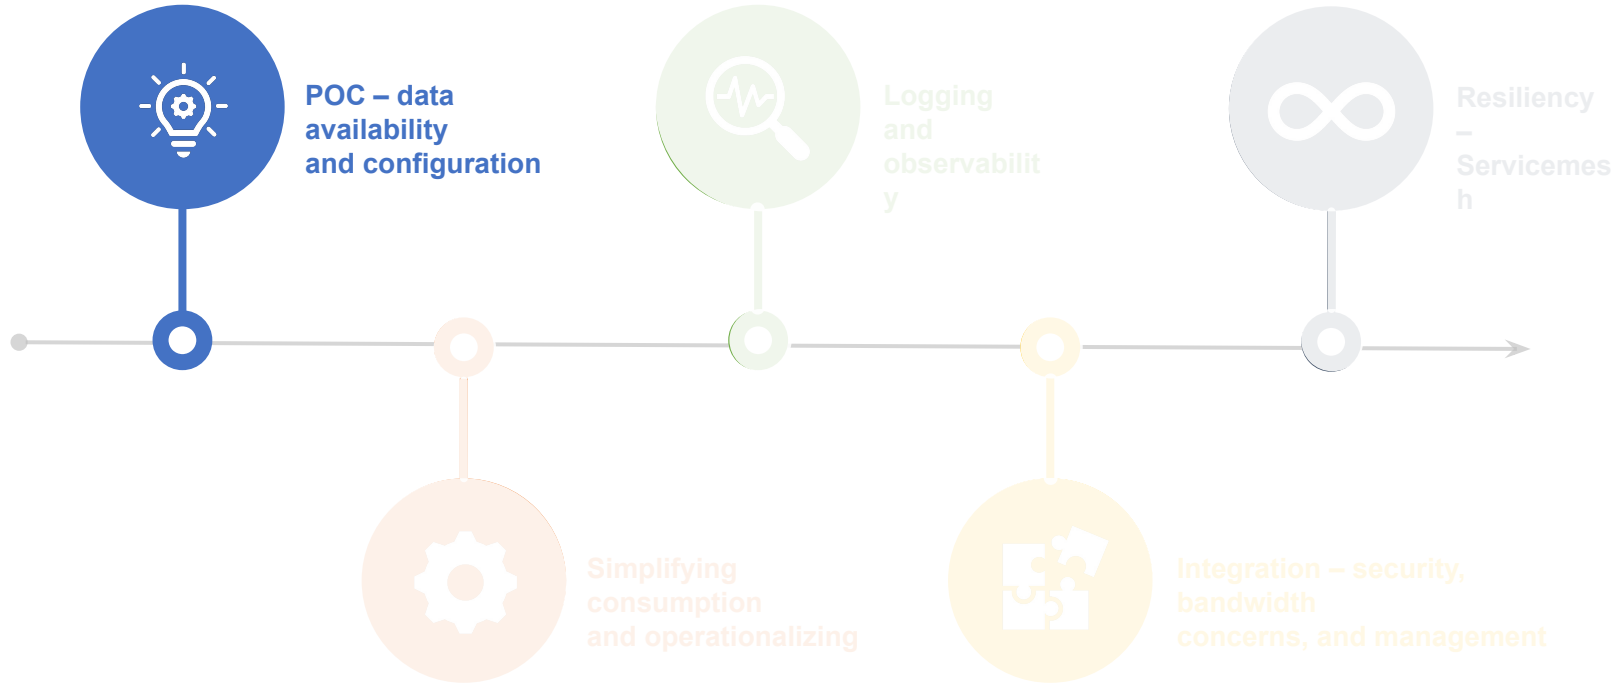 POC – data
availability
and configuration
Logging
and
observabilit
y
Resiliency
–
Servicemes
h
Simplifying
consumption
and operationalizing
Integration – security,
bandwidth
concerns, and management